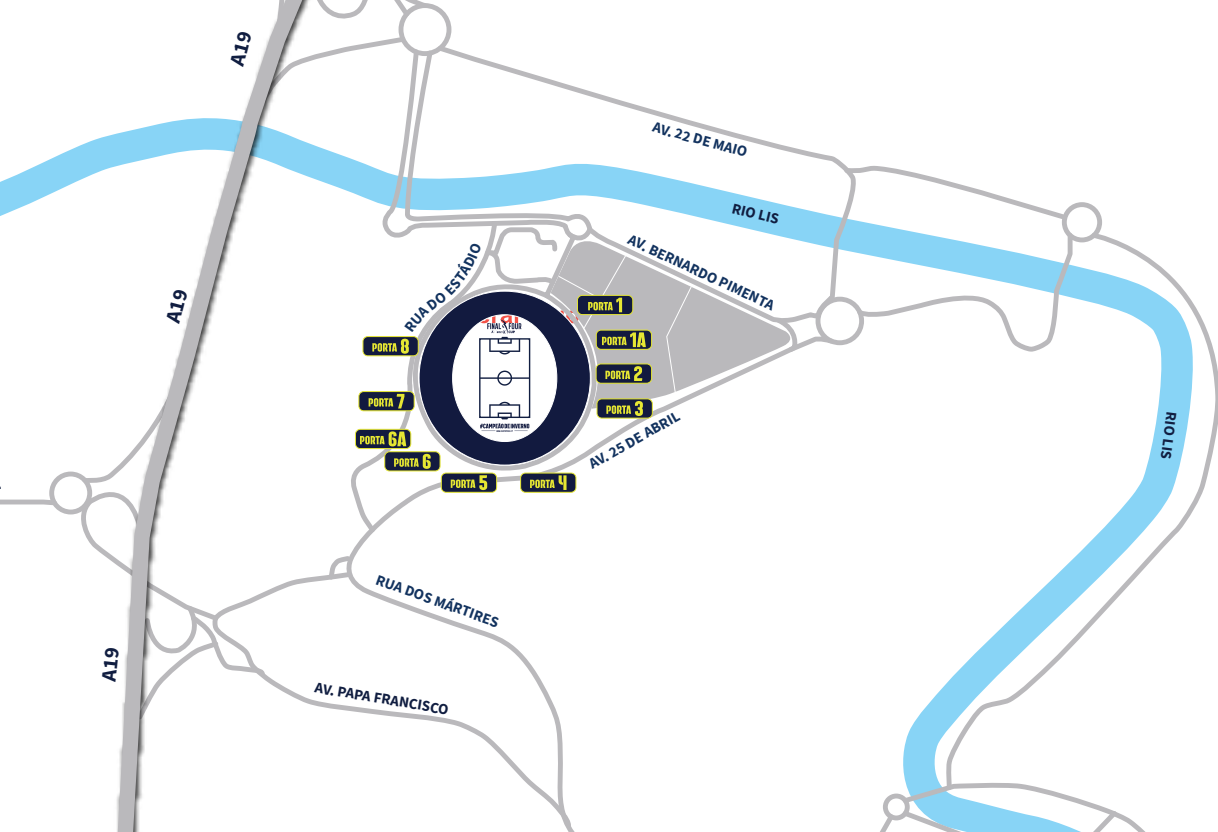 A19
AV. 22 DE MAIO
RIO LIS
AV. BERNARDO PIMENTA
RUA DO ESTÁDIO
A19
PORTA 1
PORTA 1A
PORTA 2
PORTA 3
PORTA 8
PORTA 7
PORTA 6A
PORTA 6
PORTA 5
PORTA 4
FINAL FOUR
#CAMPEÃODEINVERNO
AV. 25 DE ABRIL
RIO LIS
RUA DOS MÁRTIRES
A19
AV. PAPA FRANCISCO